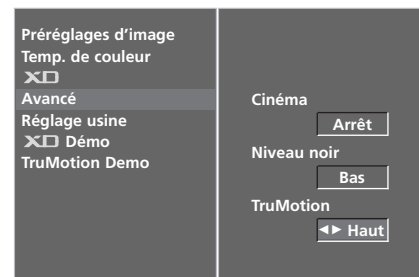 Préréglages d'image
Temp. de couleur
XD
Avancé
Réglage usine
XD Démo
TruMotion Demo
Cinéma
Arrêt
Niveau noir
Bas
TruMotion
◄► Haut